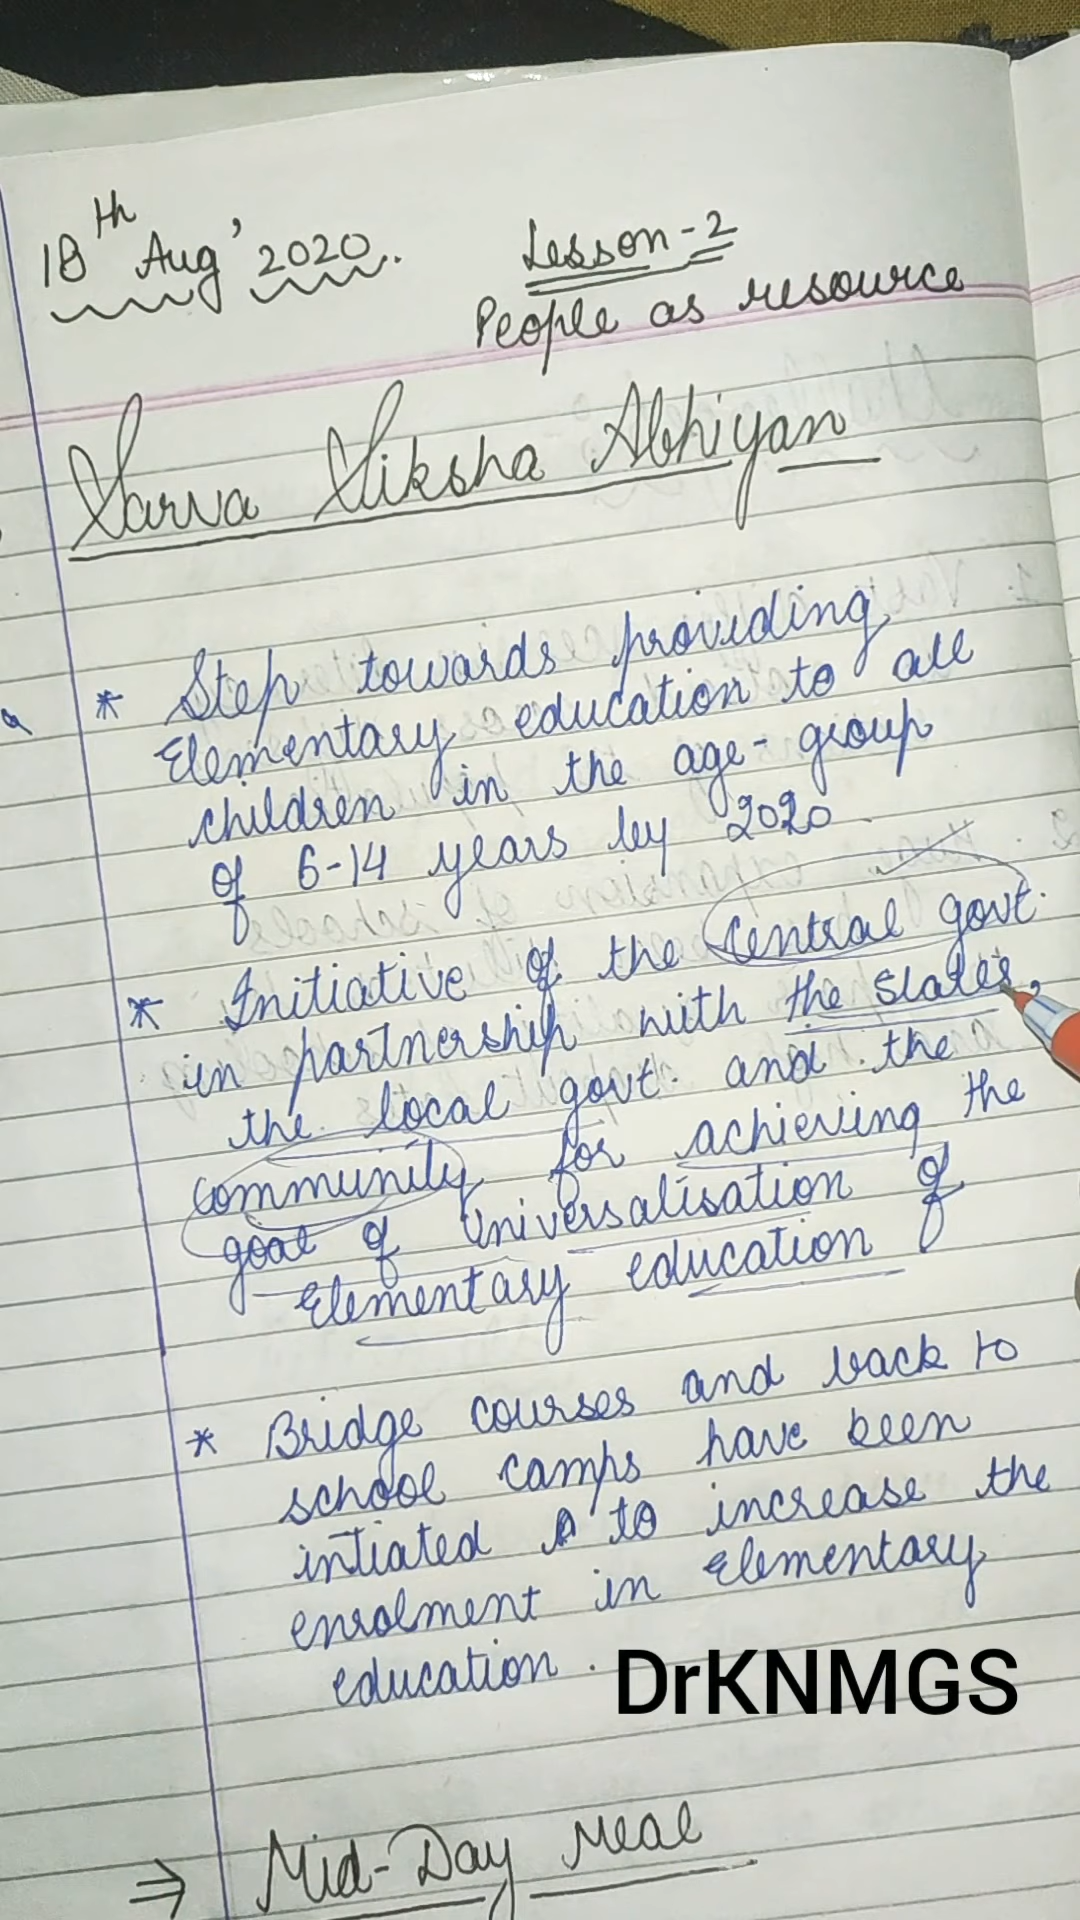 18th Aug' 2020.
Lesson-2
People as resource
Sarva Siksha Abhiyan
* Step towards providing
Elementary education to all
children in the age-group
of 6-14 years by 2020
* Initiative of the Central govt.
in partnership with the States,
the local govt. and the
community for achieving the
goal of Universalisation of
Elementary education
* Bridge courses and back to
school camps have been
intiated to increase the
enrolment in Elementary
education.
DrKNMGS
⇒ Mid-Day Meal